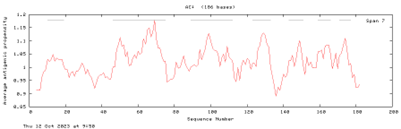 (186 bases)
1.2
Span 7
1.15
1.1
1.05
1
0.95
0.9
0.85
Average antigenic propensity
0 20 40 60 80 100 120 140 160 180 200
Sequence Number
Thu 12 Oct 2023 at 9:50